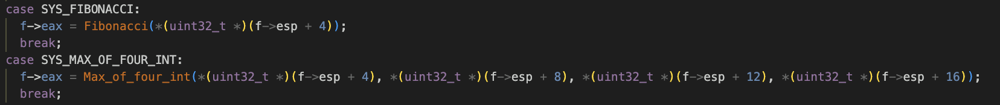 case SYS_FIBONACCI:
  f->eax = Fibonacci(*(uint32_t *)(f->esp + 4));
  break;
case SYS_MAX_OF_FOUR_INT:
  f->eax = Max_of_four_int(*(uint32_t *)(f->esp + 4), *(uint32_t *)(f->esp + 8), *(uint32_t *)(f->esp + 12), *(uint32_t *)(f->esp + 16));
  break;